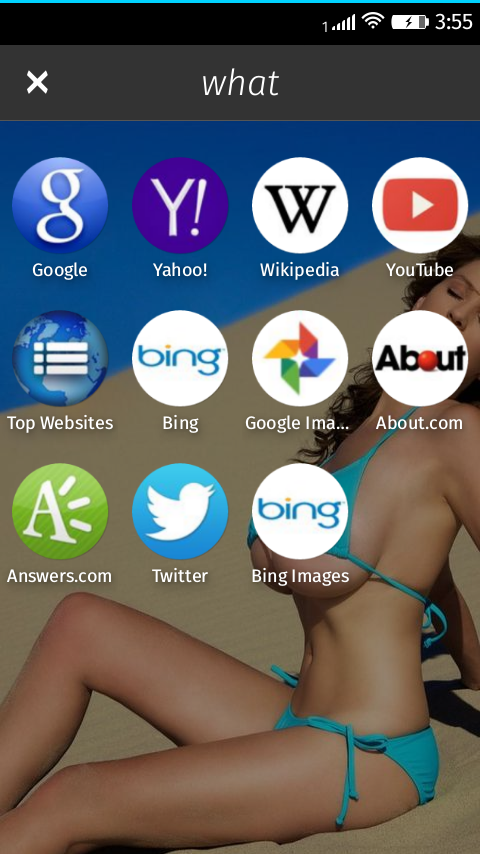 1 3:55
what
g Y! W
Google Yahoo! Wikipedia YouTube
bing About
Top Websites Bing Google Ima... About.com
A bing
Answers.com Twitter Bing Images